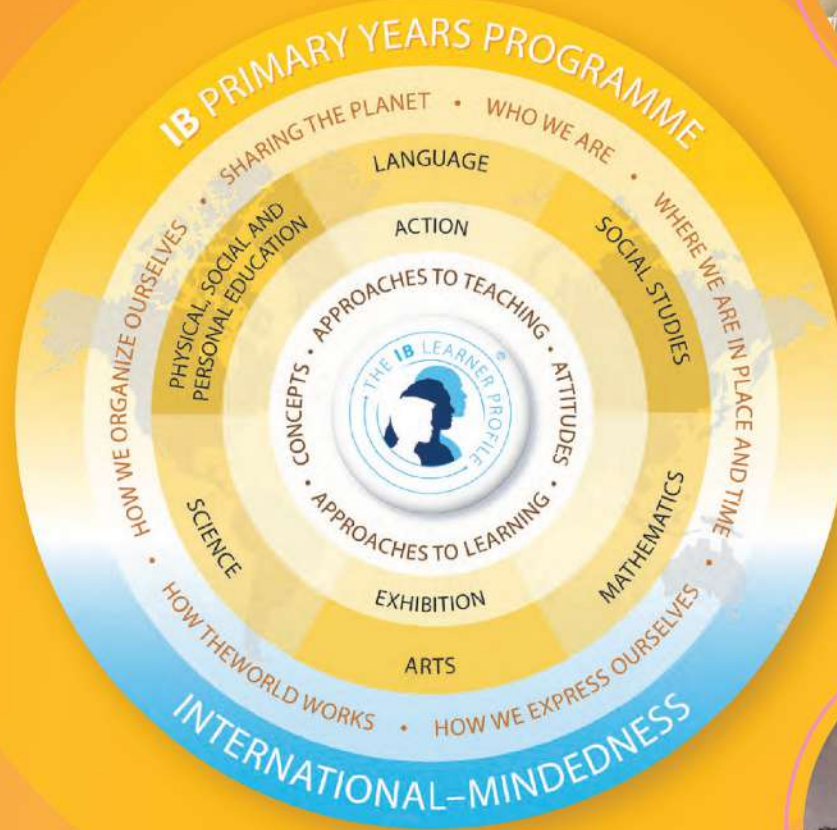 IB PRIMARY YEARS PROGRAMME
SHARING THE PLANET • WHO WE ARE • WHERE WE ARE IN PLACE AND TIME • HOW WE EXPRESS OURSELVES • HOW THEWORLD WORKS • HOW WE ORGANIZE OURSELVES •
LANGUAGE
SOCIAL STUDIES
MATHEMATICS
ARTS
SCIENCE
PHYSICAL, SOCIAL AND
PERSONAL EDUCATION
ACTION
EXHIBITION
APPROACHES TO TEACHING • ATTITUDES • APPROACHES TO LEARNING • CONCEPTS •
THE IB LEARNER PROFILE
©
INTERNATIONAL–MINDEDNESS